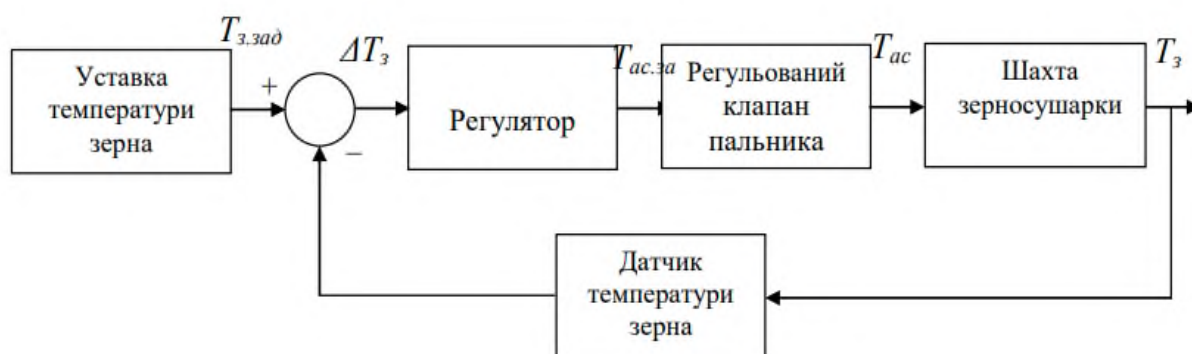 Tз.зад
ΔTз
Tас.за
Tас
Tз
Уставка
температури
зерна
+
−
Регулятор
Регульований
клапан
пальника
Шахта
зерносушарки
Датчик
температури
зерна